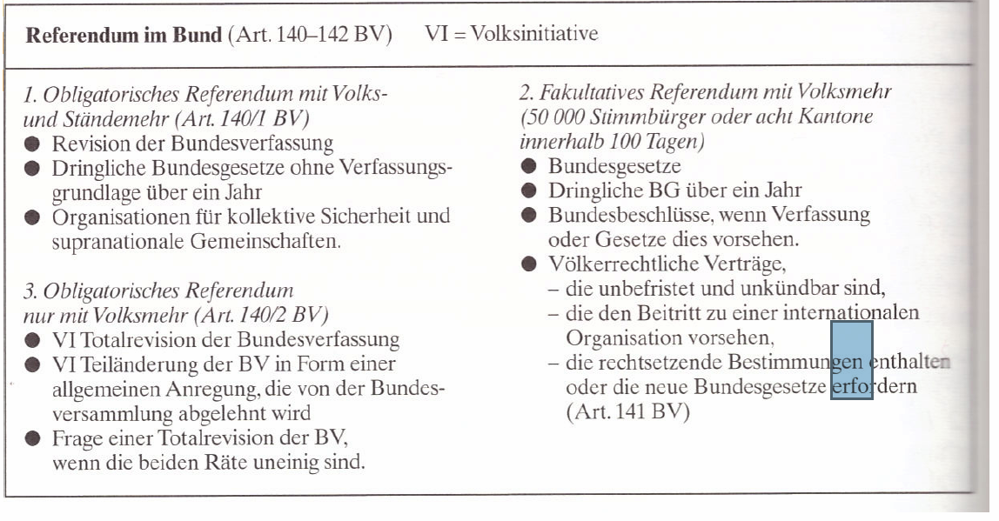 Referendum im Bund (Art. 140–142 BV) VI = Volksinitiative
1. Obligatorisches Referendum mit Volks-
und Ständemehr (Art. 140/1 BV)
● Revision der Bundesverfassung
● Dringliche Bundesgesetze ohne Verfassungs-
grundlage über ein Jahr
● Organisationen für kollektive Sicherheit und
supranationale Gemeinschaften.
3. Obligatorisches Referendum
nur mit Volksmehr (Art. 140/2 BV)
● VI Totalrevision der Bundesverfassung
● VI Teiländerung der BV in Form einer
allgemeinen Anregung, die von der Bundes-
versammlung abgelehnt wird
● Frage einer Totalrevision der BV,
wenn die beiden Räte uneinig sind.
2. Fakultatives Referendum mit Volksmehr
(50 000 Stimmbürger oder acht Kantone
innerhalb 100 Tagen)
● Bundesgesetze
● Dringliche BG über ein Jahr
● Bundesbeschlüsse, wenn Verfassung
oder Gesetze dies vorsehen.
● Völkerrechtliche Verträge,
– die unbefristet und unkündbar sind,
– die den Beitritt zu einer internationalen
Organisation vorsehen,
– die rechtsetzende Bestimmungen enthalten
oder die neue Bundesgesetze erfordern
(Art. 141 BV)